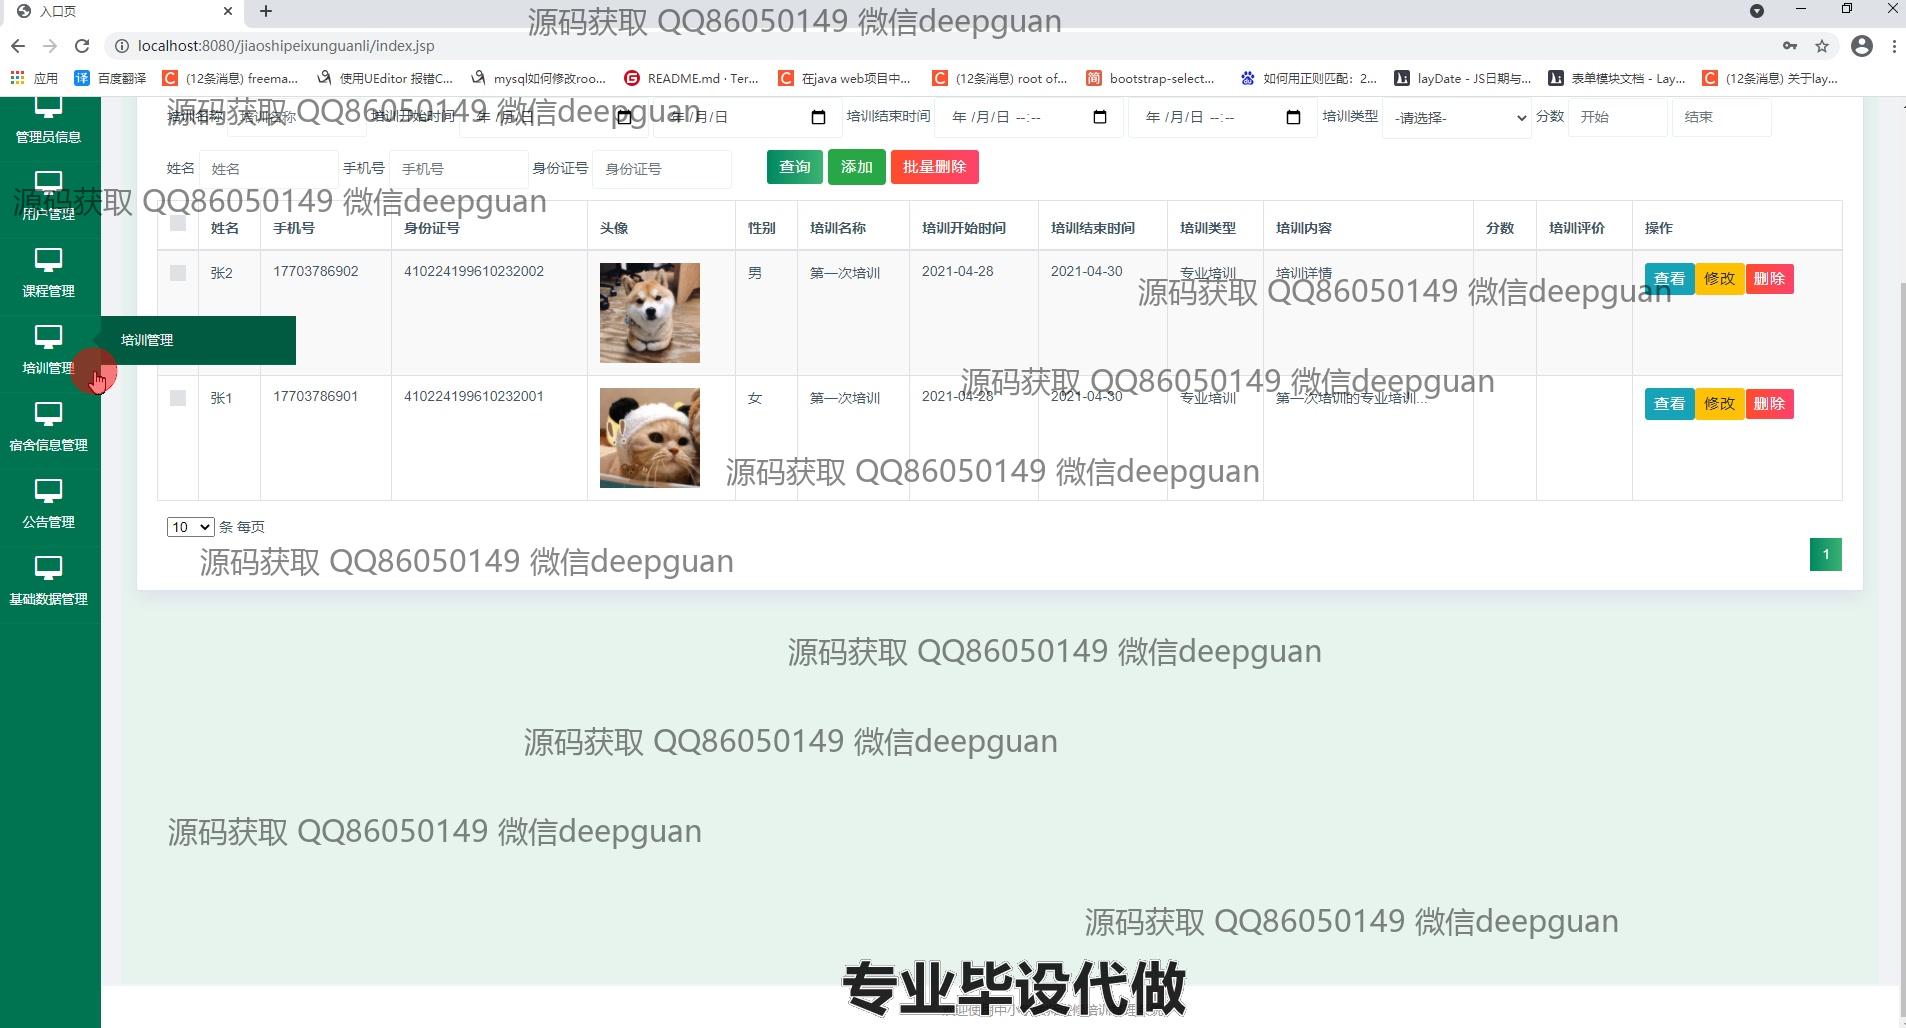 入口页
源码获取 QQ86050149 微信deepguan
localhost:8080/jiaoshipeixunguanli/index.jsp
应用 百度翻译 (12条消息) freema... 使用UEditor 报错C... mysql如何修改roo... README.md · Ter... 在java web项目中... (12条消息) root of... bootstrap-select... 如何用正则匹配：2... layDate - JS日期与... 表单模块文档 - Lay... (12条消息) 关于lay...
源码获取 QQ86050149 微信deepguan
培训名称 培训名称 培训开始时间 年 /月/日 年 /月/日 培训结束时间 年 /月/日 --:-- 年 /月/日 --:-- 培训类型 -请选择- 分数 开始 结束
管理员信息
姓名 姓名 手机号 手机号 身份证号 身份证号 查询 添加 批量删除
源码获取 QQ86050149 微信deepguan
用户管理
姓名 手机号 身份证号 头像 性别 培训名称 培训开始时间 培训结束时间 培训类型 培训内容 分数 培训评价 操作
张2 17703786902 410224199610232002 男 第一次培训 2021-04-28 2021-04-30 专业培训 培训详情 查看 修改 删除
源码获取 QQ86050149 微信deepguan
课程管理
培训管理
培训管理
源码获取 QQ86050149 微信deepguan
张1 17703786901 410224199610232001 女 第一次培训 2021-04-28 2021-04-30 专业培训 第一次培训的专业培训... 查看 修改 删除
宿舍信息管理
源码获取 QQ86050149 微信deepguan
公告管理
10 条 每页
源码获取 QQ86050149 微信deepguan
1
基础数据管理
源码获取 QQ86050149 微信deepguan
源码获取 QQ86050149 微信deepguan
源码获取 QQ86050149 微信deepguan
源码获取 QQ86050149 微信deepguan
专业毕设代做